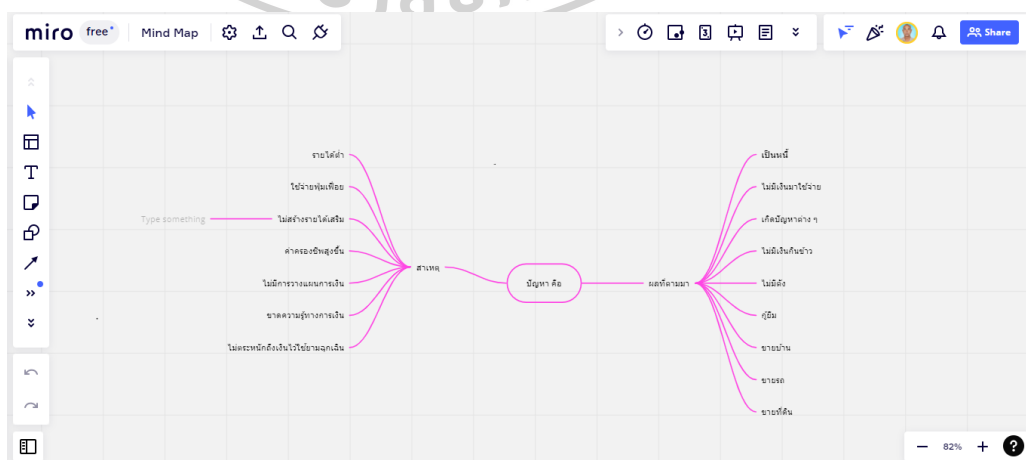 miro free Mind Map
Share
รายได้ต่ำ
ใช้จ่ายฟุ่มเฟือย
Type something
ไม่สร้างรายได้เสริม
ค่าครองชีพสูงขึ้น
ไม่มีการวางแผนการเงิน
ขาดความรู้ทางการเงิน
ไม่ตระหนักถึงเงินไว้ใช้ยามฉุกเฉิน
สาเหตุ
ปัญหา คือ
ผลที่ตามมา
เป็นหนี้
ไม่มีเงินมาใช้จ่าย
เกิดปัญหาต่าง ๆ
ไม่มีเงินกินข้าว
ไม่มีตัง
กู้ยืม
ขายบ้าน
ขายรถ
ขายที่ดิน
82%